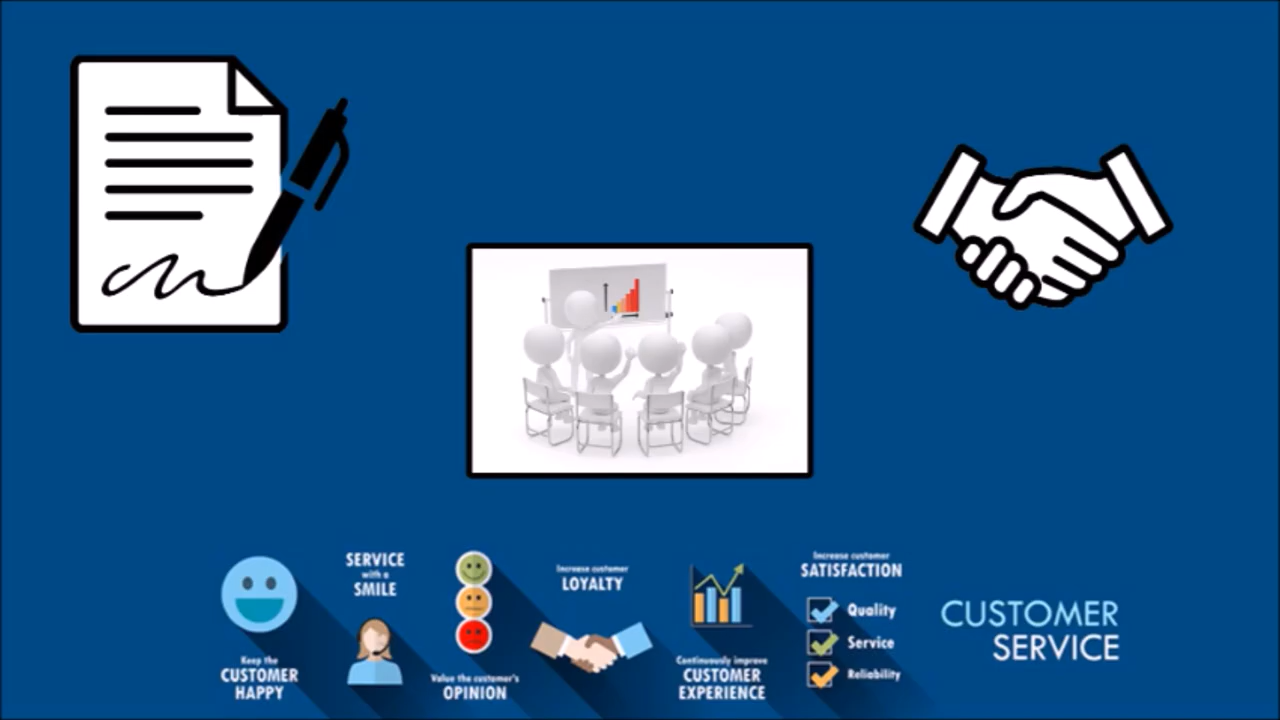 Keep the
CUSTOMER
HAPPY
SERVICE
with a
SMILE
Value the customer's
OPINION
Increase customer
LOYALTY
Continuously improve
CUSTOMER
EXPERIENCE
Increase customer
SATISFACTION
Quality
Service
Reliability
CUSTOMER
SERVICE